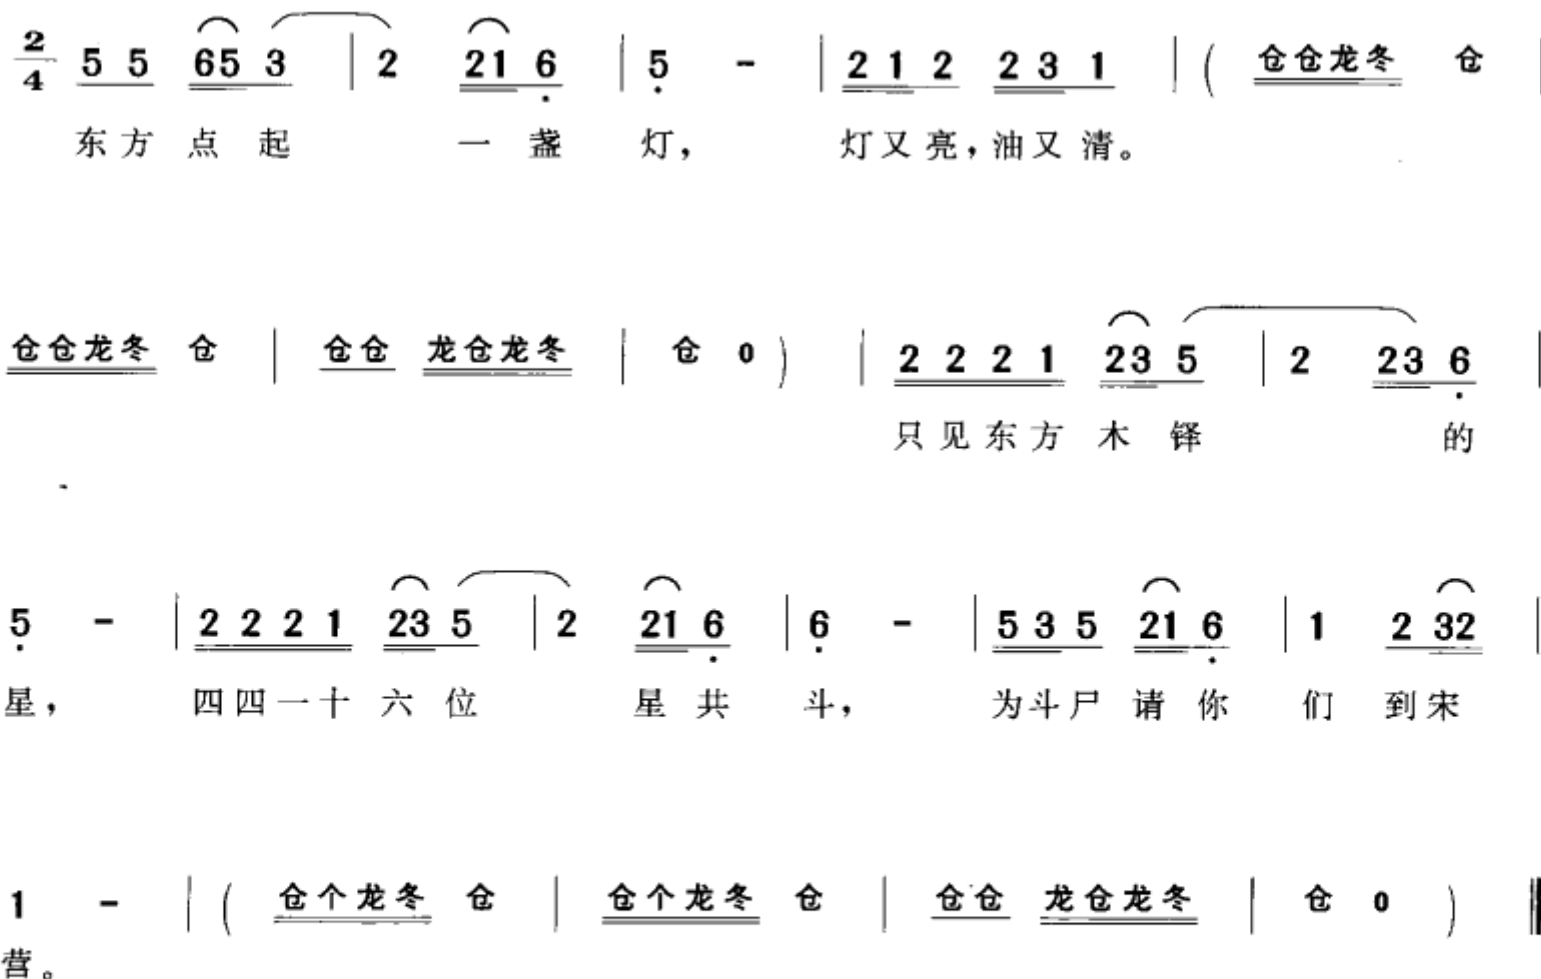 2/4 5 5 65 3 | 2 21 6 | 5 - | 2 1 2 2 3 1 | ( 仓仓龙冬 仓 |
东方点起 一盏 灯， 灯又亮，油又清。
仓仓龙冬 仓 | 仓仓 龙仓龙冬 | 仓 0 ) | 2 2 2 1 23 5 | 2 23 6 |
只见东方木铎 的
5 - | 2 2 2 1 23 5 | 2 21 6 | 6 - | 5 3 5 21 6 | 1 2 32 |
星， 四四一十六位 星共 斗， 为斗尸请你 们 到宋
1 - | ( 仓个龙冬 仓 | 仓个龙冬 仓 | 仓仓 龙仓龙冬 | 仓 0 )
营。